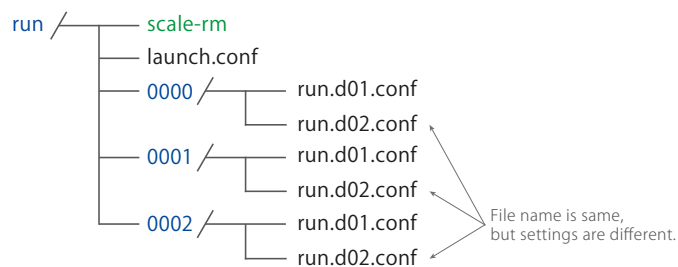 run
scale-rm
launch.conf
0000
run.d01.conf
run.d02.conf
0001
run.d01.conf
run.d02.conf
0002
run.d01.conf
run.d02.conf
File name is same,
but settings are different.